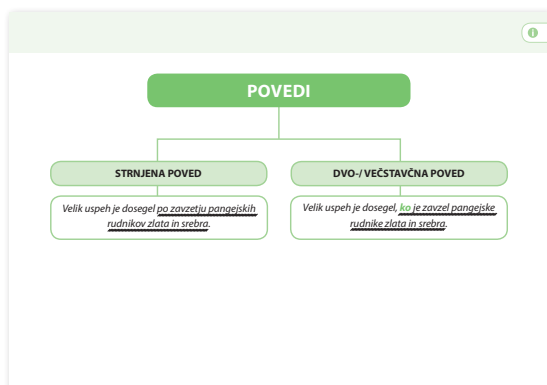 POVEDI
STRNJENA POVED
Velik uspeh je dosegel po zavzetju pangejskih
rudnikov zlata in srebra.
DVO-/ VEČSTAVČNA POVED
Velik uspeh je dosegel, ko je zavzel pangejske
rudnike zlata in srebra.